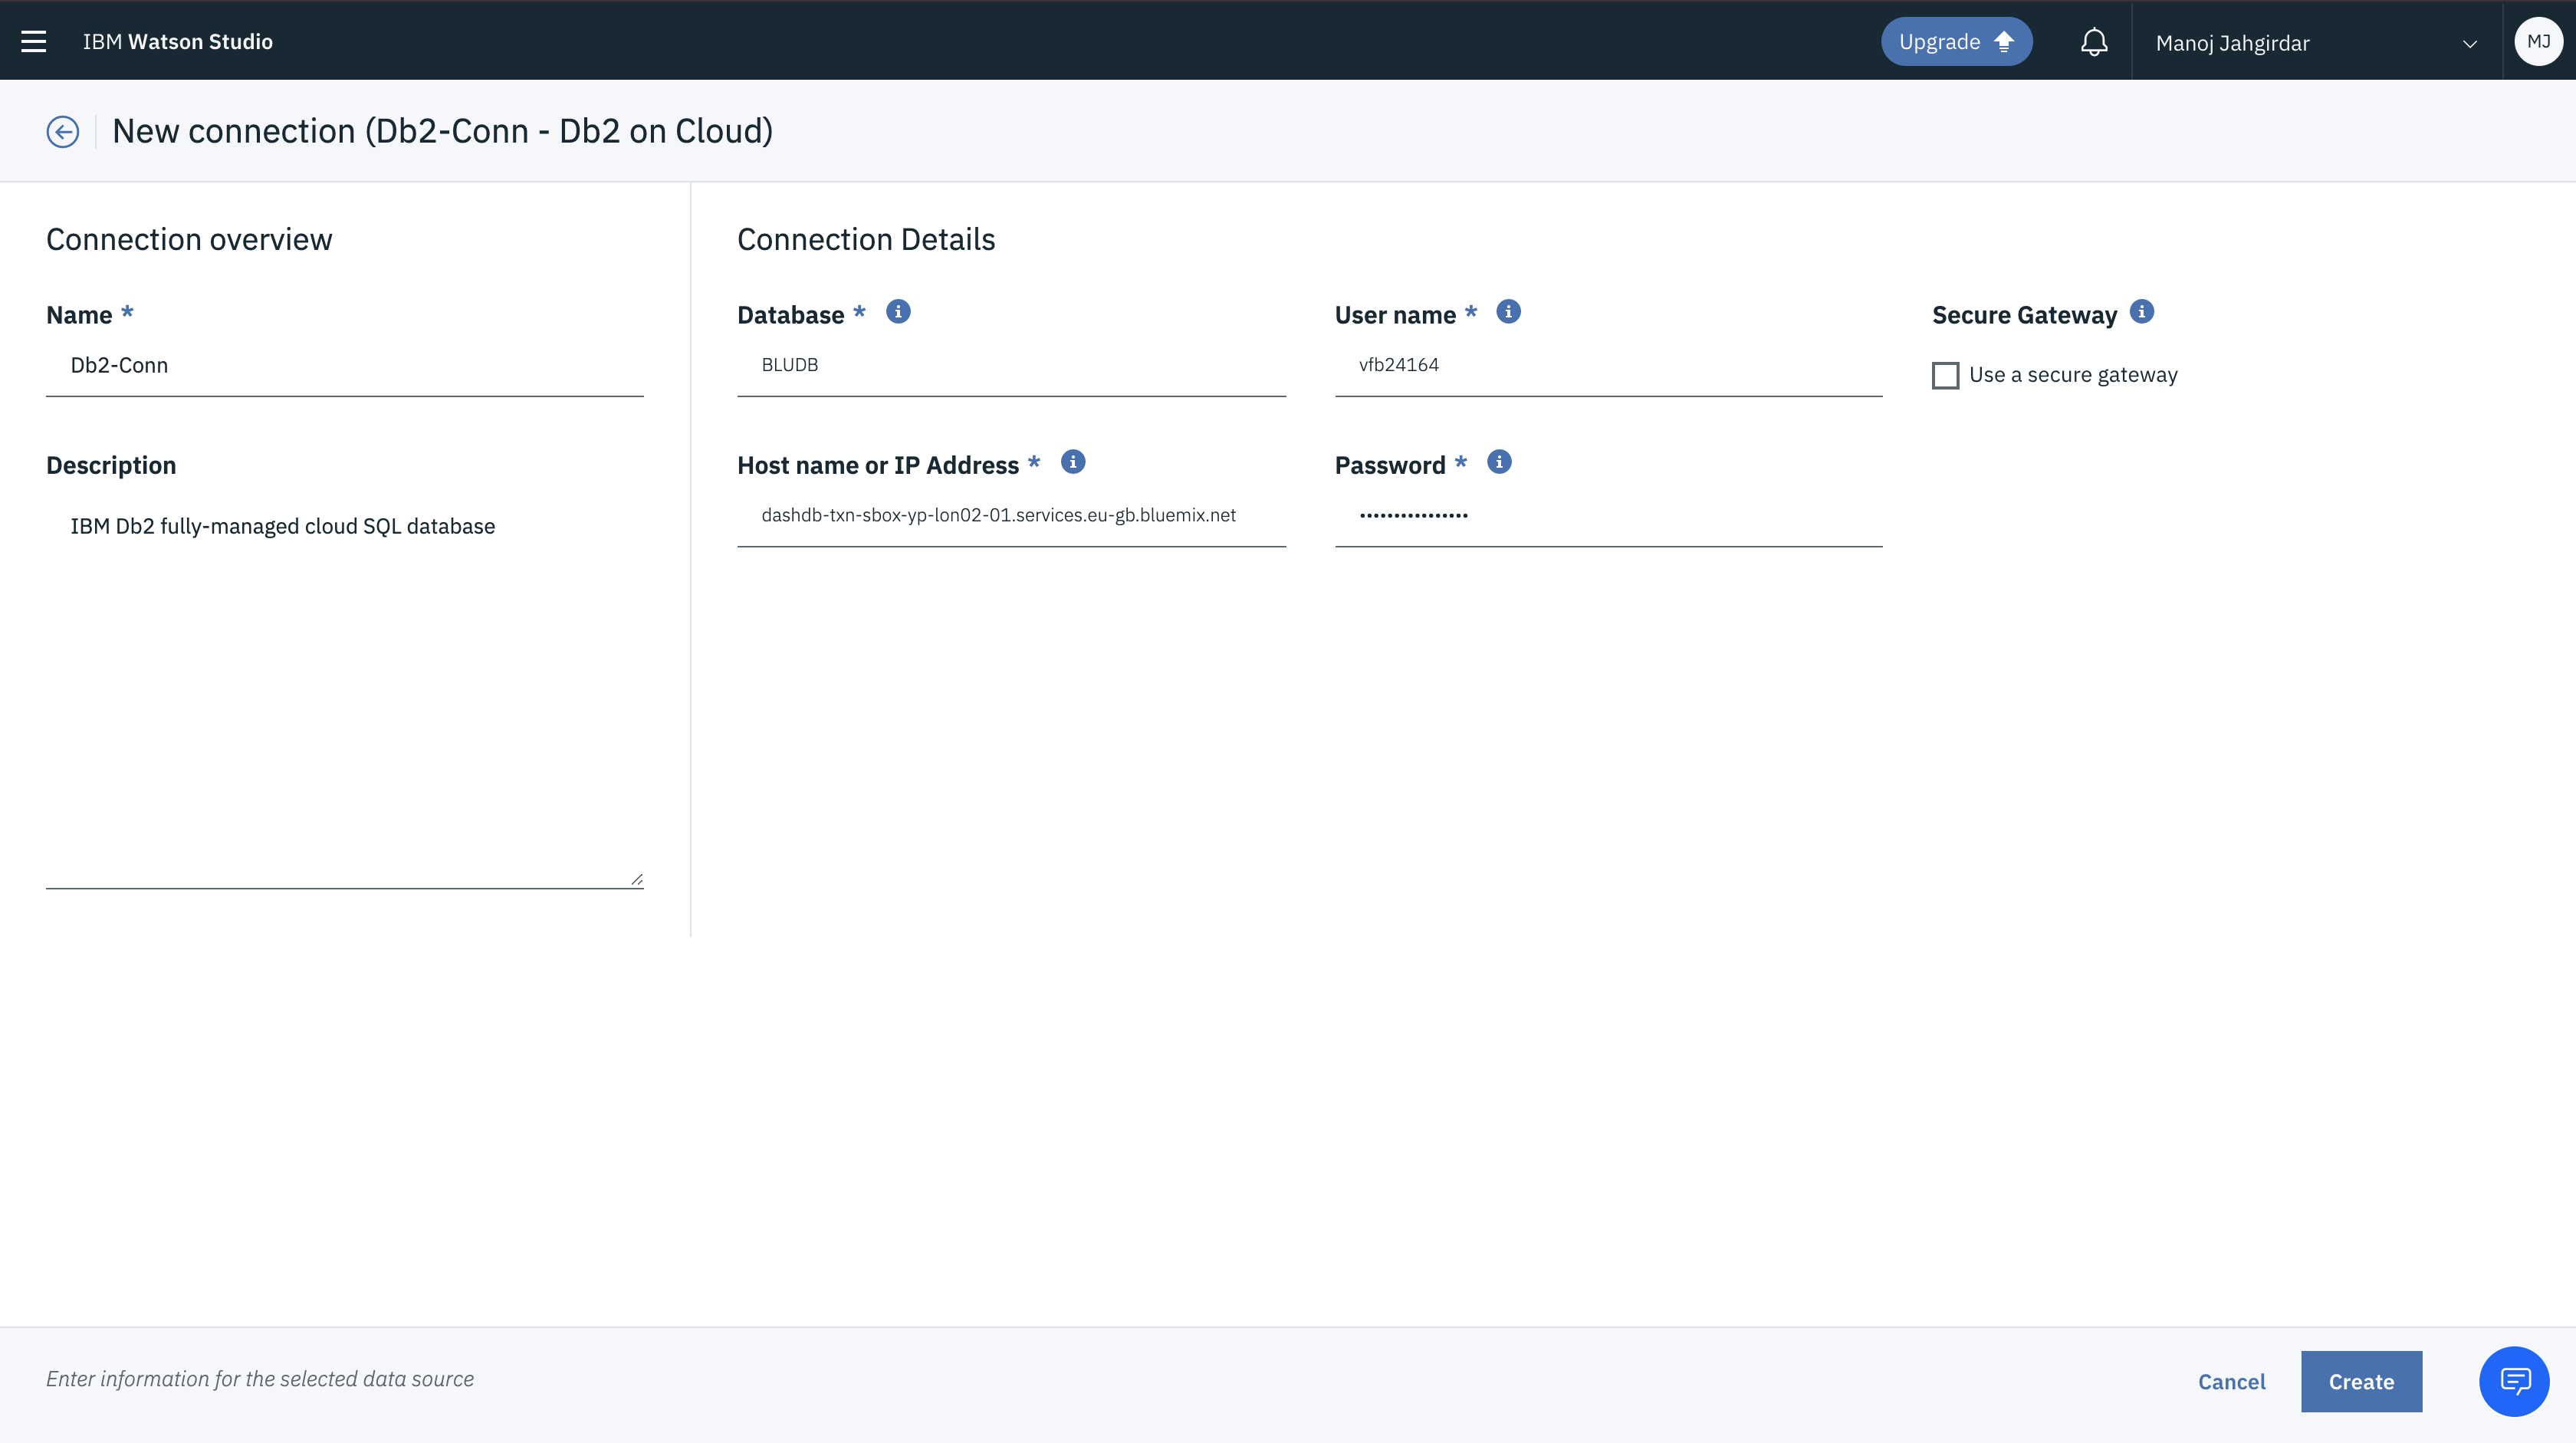 IBM Watson Studio
Upgrade
Manoj Jahgirdar
MJ
New connection (Db2-Conn - Db2 on Cloud)
Connection overview
Name *
Db2-Conn
Description
IBM Db2 fully-managed cloud SQL database
Connection Details
Database *
BLUDB
User name *
vfb24164
Secure Gateway
Use a secure gateway
Host name or IP Address *
dashdb-txn-sbox-yp-lon02-01.services.eu-gb.bluemix.net
Password *
••••••••••••••••
Enter information for the selected data source
Cancel
Create